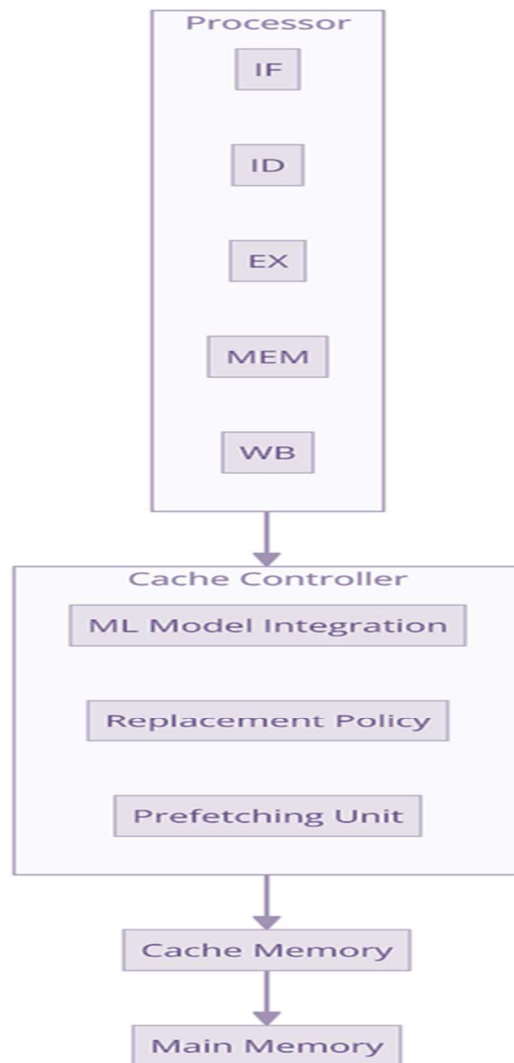 Processor
IF
ID
EX
MEM
WB
Cache Controller
ML Model Integration
Replacement Policy
Prefetching Unit
Cache Memory
Main Memory